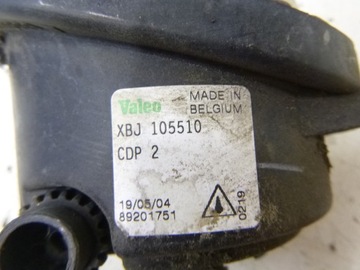 Valeo MADE IN
BELGIUM
XBJ 105510
CDP 2
19/05/04
89201751
0219